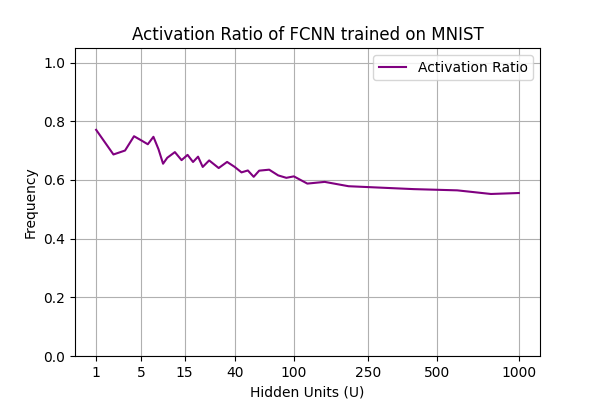 Activation Ratio of FCNN trained on MNIST
Activation Ratio
Frequency
1.0
0.8
0.6
0.4
0.2
0.0
1 5 15 40 100 250 500 1000
Hidden Units (U)